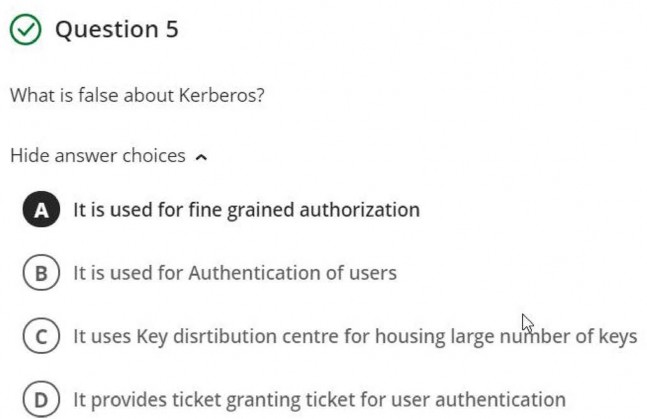 Question 5
What is false about Kerberos?
Hide answer choices
A It is used for fine grained authorization
B It is used for Authentication of users
C It uses Key disrtibution centre for housing large number of keys
D It provides ticket granting ticket for user authentication